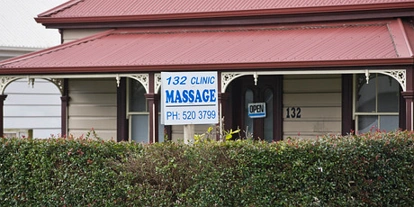 132 CLINIC
MASSAGE
PH: 520 3799
OPEN
132